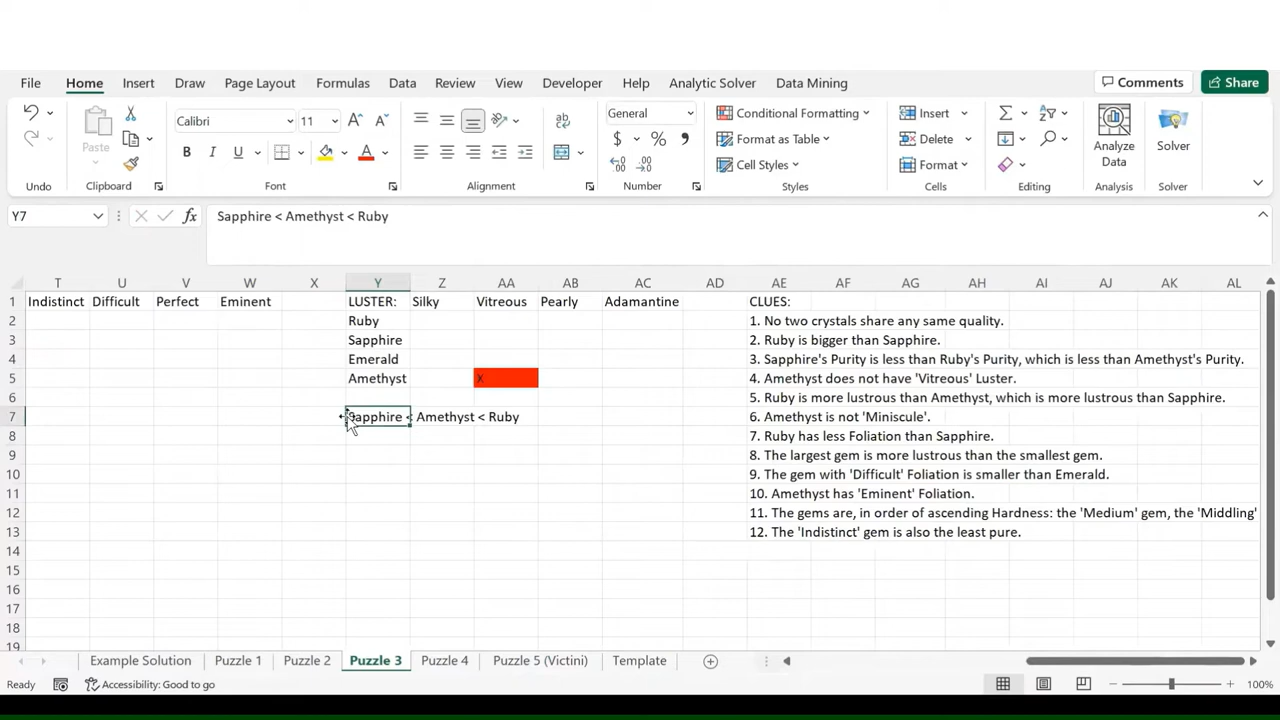 File Home Insert Draw Page Layout Formulas Data Review View Developer Help Analytic Solver Data Mining Comments Share
Calibri 11 A A ab General Conditional Formatting Insert
Paste $ % Format as Table Delete Analyze Data Solver
B I U A Cell Styles Format
Undo Clipboard Font Alignment Number Styles Cells Editing Analysis Solver
Y7 fx Sapphire < Amethyst < Ruby
T U V W X Y Z AA AB AC AD AE AF AG AH AI AJ AK AL
1 Indistinct Difficult Perfect Eminent LUSTER: Silky Vitreous Pearly Adamantine CLUES:
2 Ruby 1. No two crystals share any same quality.
3 Sapphire 2. Ruby is bigger than Sapphire.
4 Emerald 3. Sapphire's Purity is less than Ruby's Purity, which is less than Amethyst's Purity.
5 Amethyst X 4. Amethyst does not have 'Vitreous' Luster.
6 5. Ruby is more lustrous than Amethyst, which is more lustrous than Sapphire.
7 Sapphire < Amethyst < Ruby 6. Amethyst is not 'Miniscule'.
8 7. Ruby has less Foliation than Sapphire.
9 8. The largest gem is more lustrous than the smallest gem.
10 9. The gem with 'Difficult' Foliation is smaller than Emerald.
11 10. Amethyst has 'Eminent' Foliation.
12 11. The gems are, in order of ascending Hardness: the 'Medium' gem, the 'Middling'
13 12. The 'Indistinct' gem is also the least pure.
14
15
16
17
18
19
Example Solution Puzzle 1 Puzzle 2 Puzzle 3 Puzzle 4 Puzzle 5 (Victini) Template
Ready Accessibility: Good to go 100%